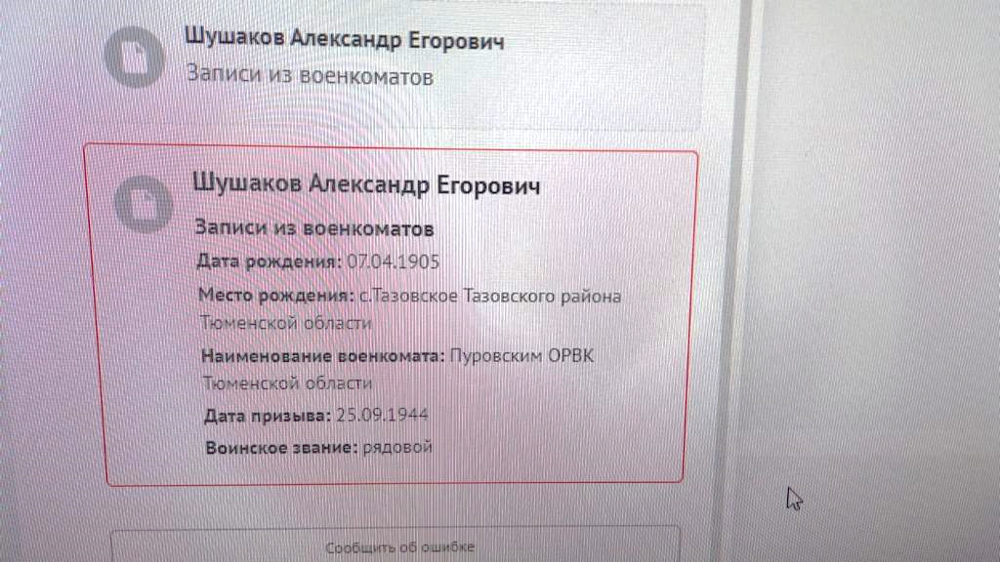 Шушаков Александр Егорович
Записи из военкоматов
Шушаков Александр Егорович
Записи из военкоматов
Дата рождения: 07.04.1905
Место рождения: с.Тазовское Тазовского района
Тюменской области
Наименование военкомата: Пуровским ОРВК
Тюменской области
Дата призыва: 25.09.1944
Воинское звание: рядовой
Сообщить об ошибке